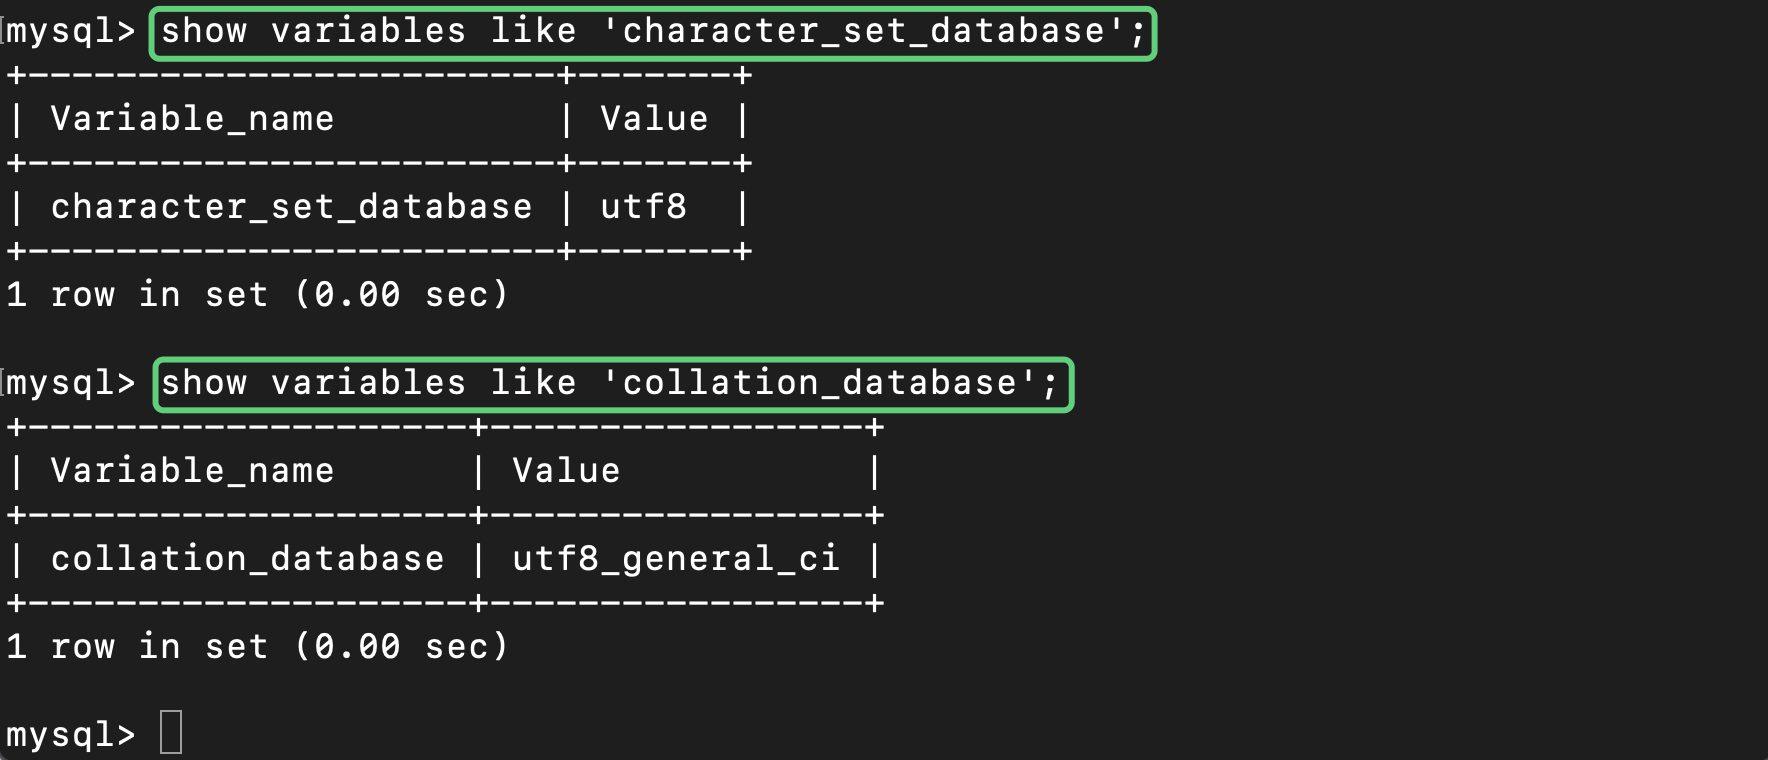 mysql> show variables like 'character_set_database';
+------------------------+-------+
| Variable_name          | Value |
+------------------------+-------+
| character_set_database | utf8  |
+------------------------+-------+
1 row in set (0.00 sec)

mysql> show variables like 'collation_database';
+--------------------+-----------------+
| Variable_name      | Value           |
+--------------------+-----------------+
| collation_database | utf8_general_ci |
+--------------------+-----------------+
1 row in set (0.00 sec)

mysql>